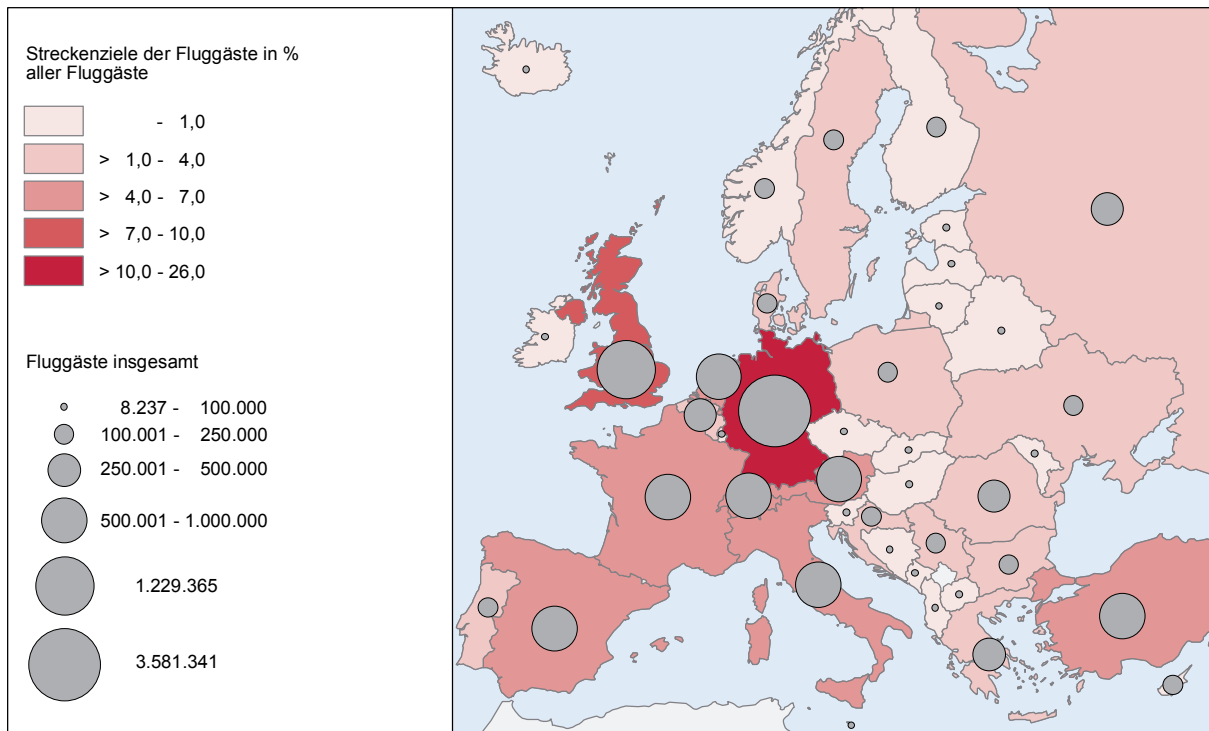 Streckenziele der Fluggäste in %
aller Fluggäste
- 1,0
> 1,0 - 4,0
> 4,0 - 7,0
> 7,0 - 10,0
> 10,0 - 26,0
Fluggäste insgesamt
8.237 - 100.000
100.001 - 250.000
250.001 - 500.000
500.001 - 1.000.000
1.229.365
3.581.341